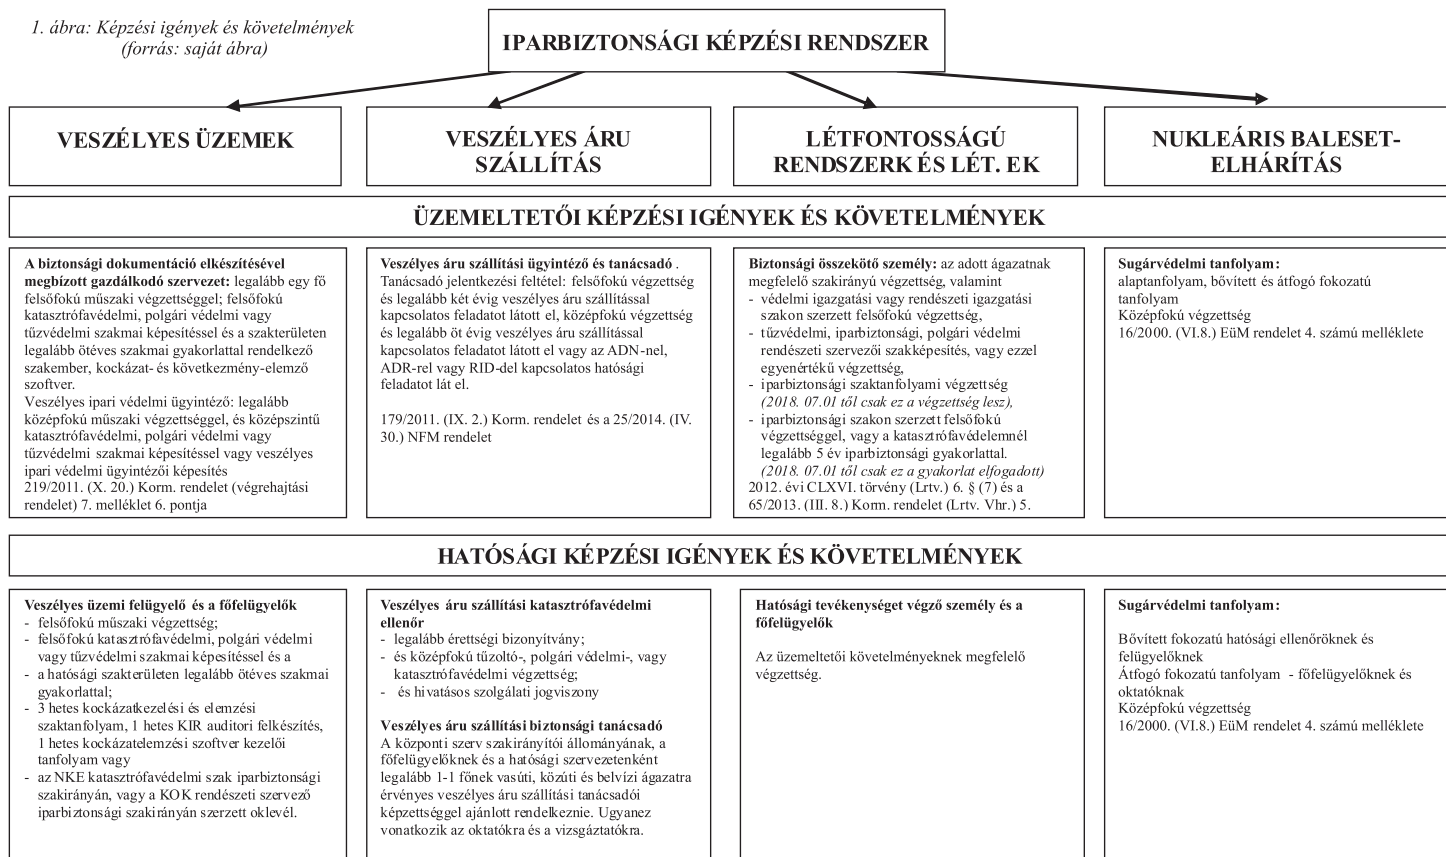 1. ábra: Képzési igények és követelmények
(forrás: saját ábra)
IPARBIZTONSÁGI KÉPZÉSI RENDSZER
VESZÉLYES ÜZEMEK
VESZÉLYES ÁRU
SZÁLLÍTÁS
LÉTFONTOSSÁGÚ
RENDSZERK ÉS LÉT. EK
NUKLEÁRIS BALESET-
ELHÁRÍTÁS
ÜZEMELTETŐI KÉPZÉSI IGÉNYEK ÉS KÖVETELMÉNYEK
A biztonsági dokumentáció elkészítésével
megbízott gazdálkodó szervezet: legalább egy fő
felsőfokú műszaki végzettséggel; felsőfokú
katasztrófavédelmi, polgári védelmi vagy
tűzvédelmi szakmai képesítéssel és a szakterületen
legalább ötéves szakmai gyakorlattal rendelkező
szakember, kockázat- és következmény-elemző
szoftver.
Veszélyes ipari védelmi ügyintéző: legalább
középfokú műszaki végzettséggel, és középszintű
katasztrófavédelmi, polgári védelmi vagy
tűzvédelmi szakmai képesítéssel vagy veszélyes
ipari védelmi ügyintézői képesítés
219/2011. (X. 20.) Korm. rendelet (végrehajtási
rendelet) 7. melléklet 6. pontja
Veszélyes áru szállítási ügyintéző és tanácsadó .
Tanácsadó jelentkezési feltétel: felsőfokú végzettség
és legalább két évig veszélyes áru szállítással
kapcsolatos feladatot látott el, középfokú végzettség
és legalább öt évig veszélyes áru szállítással
kapcsolatos feladatot látott el vagy az ADN-nel,
ADR-rel vagy RID-del kapcsolatos hatósági
feladatot lát el.
179/2011. (IX. 2.) Korm. rendelet és a 25/2014. (IV.
30.) NFM rendelet
Biztonsági összekötő személy: az adott ágazatnak
megfelelő szakirányú végzettség, valamint
- védelmi igazgatási vagy rendészeti igazgatási
szakon szerzett felsőfokú végzettség,
- tűzvédelmi, iparbiztonsági, polgári védelmi
rendészeti szervezői szakképesítés, vagy ezzel
egyenértékű végzettség,
- iparbiztonsági szaktanfolyami végzettség
(2018. 07.01 től csak ez a végzettség lesz),
- iparbiztonsági szakon szerzett felsőfokú
végzettséggel, vagy a katasztrófavédelemnél
legalább 5 év iparbiztonsági gyakorlattal.
(2018. 07.01 től csak ez a gyakorlat elfogadott)
2012. évi CLXVI. törvény (Lrtv.) 6. § (7) és a
65/2013. (III. 8.) Korm. rendelet (Lrtv. Vhr.) 5.
Sugárvédelmi tanfolyam:
alaptanfolyam, bővített és átfogó fokozatú
tanfolyam
Középfokú végzettség
16/2000. (VI.8.) EüM rendelet 4. számú melléklete
HATÓSÁGI KÉPZÉSI IGÉNYEK ÉS KÖVETELMÉNYEK
Veszélyes üzemi felügyelő és a főfelügyelők
- felsőfokú műszaki végzettség;
- felsőfokú katasztrófavédelmi, polgári védelmi
vagy tűzvédelmi szakmai képesítéssel és a
- a hatósági szakterületen legalább ötéves szakmai
gyakorlattal;
- 3 hetes kockázatkezelési és elemzési
szaktanfolyam, 1 hetes KIR auditori felkészítés,
1 hetes kockázatelemzési szoftver kezelői
tanfolyam vagy
- az NKE katasztrófavédelmi szak iparbiztonsági
szakirányán, vagy a KOK rendészeti szervező
iparbiztonsági szakirányán szerzett oklevél.
Veszélyes áru szállítási katasztrófavédelmi
ellenőr
- legalább érettségi bizonyítvány;
- és középfokú tűzoltó-, polgári védelmi-, vagy
katasztrófavédelmi végzettség;
- és hivatásos szolgálati jogviszony
Veszélyes áru szállítási biztonsági tanácsadó
A központi szerv szakirányítói állományának, a
főfelügyelőknek és a hatósági szervezetenként
legalább 1-1 főnek vasúti, közúti és belvízi ágazatra
érvényes veszélyes áru szállítási tanácsadói
képzettséggel ajánlott rendelkeznie. Ugyanez
vonatkozik az oktatókra és a vizsgáztatókra.
Hatósági tevékenységet végző személy és a
főfelügyelők
Az üzemeltetői követelményeknek megfelelő
végzettség.
Sugárvédelmi tanfolyam:
Bővített fokozatú hatósági ellenőröknek és
felügyelőknek
Átfogó fokozatú tanfolyam - főfelügyelőknek és
oktatóknak
Középfokú végzettség
16/2000. (VI.8.) EüM rendelet 4. számú melléklete